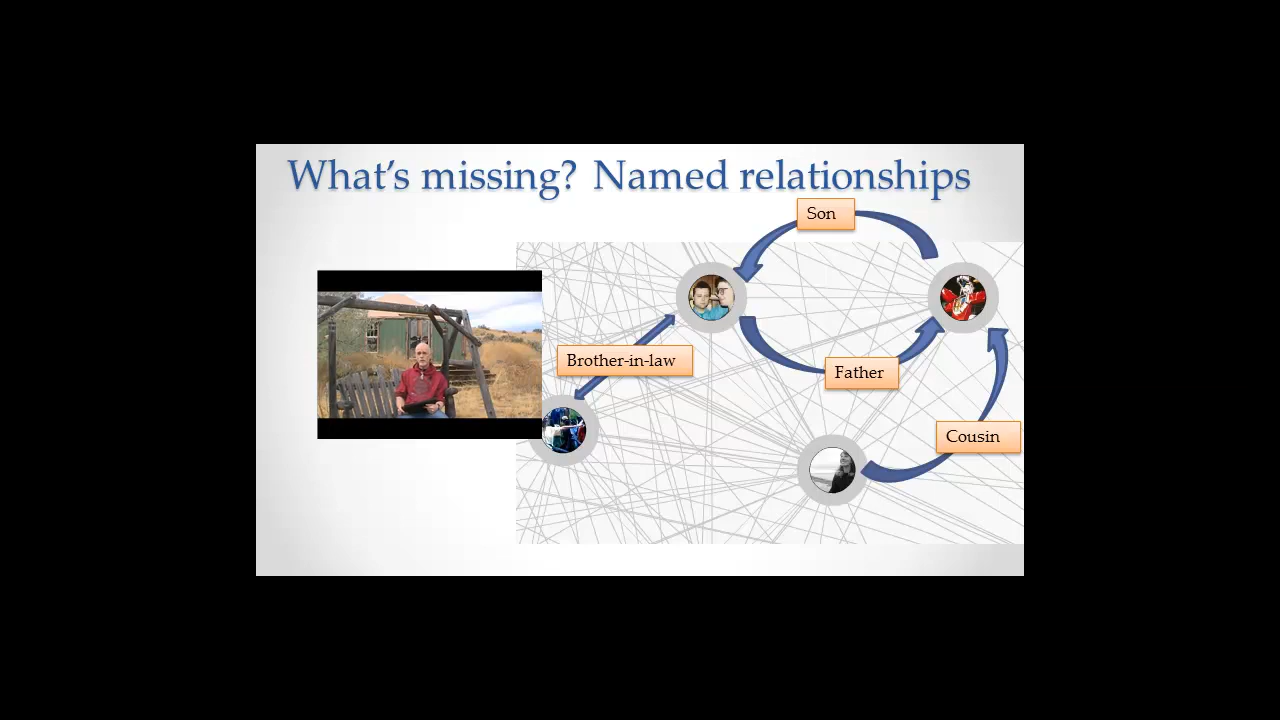 What's missing? Named relationships
Son
Brother-in-law
Father
Cousin